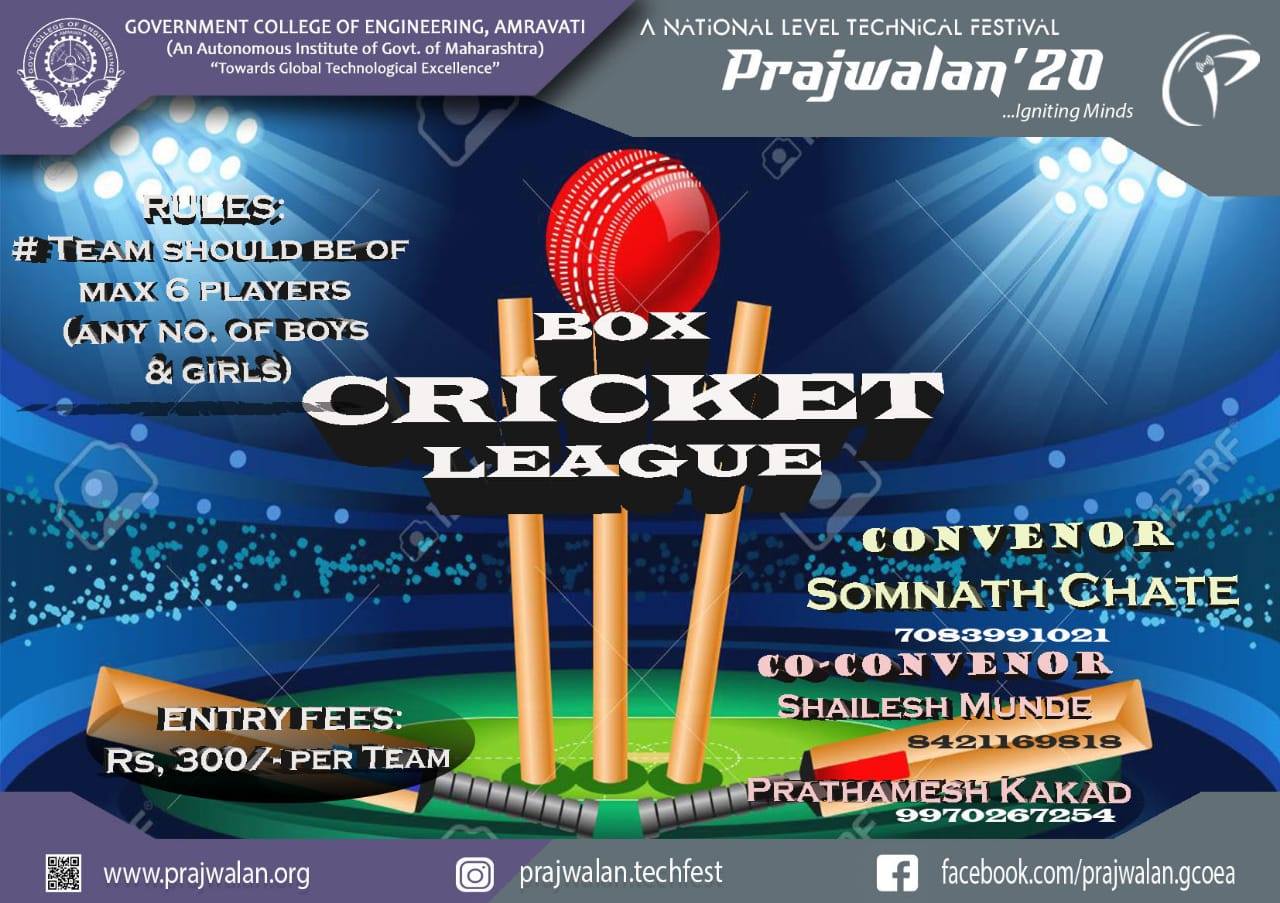 GOVERNMENT COLLEGE OF ENGINEERING, AMRAVATI
(An Autonomous Institute of Govt. of Maharashtra)
“Towards Global Technological Excellence”
A NATIONAL LEVEL TECHNICAL FESTIVAL
Prajwalan'20
...Igniting Minds
RULES:
# TEAM SHOULD BE OF
MAX 6 PLAYERS
(ANY NO. OF BOYS
& GIRLS)
BOX
CRICKET
LEAGUE
CONVENOR
SOMNATH CHATE
7083991021
CO-CONVENOR
SHAILESH MUNDE
8421169818
PRATHAMESH KAKAD
9970267254
ENTRY FEES:
RS, 300/- PER TEAM
www.prajwalan.org
prajwalan.techfest
facebook.com/prajwalan.gcoea
123RF